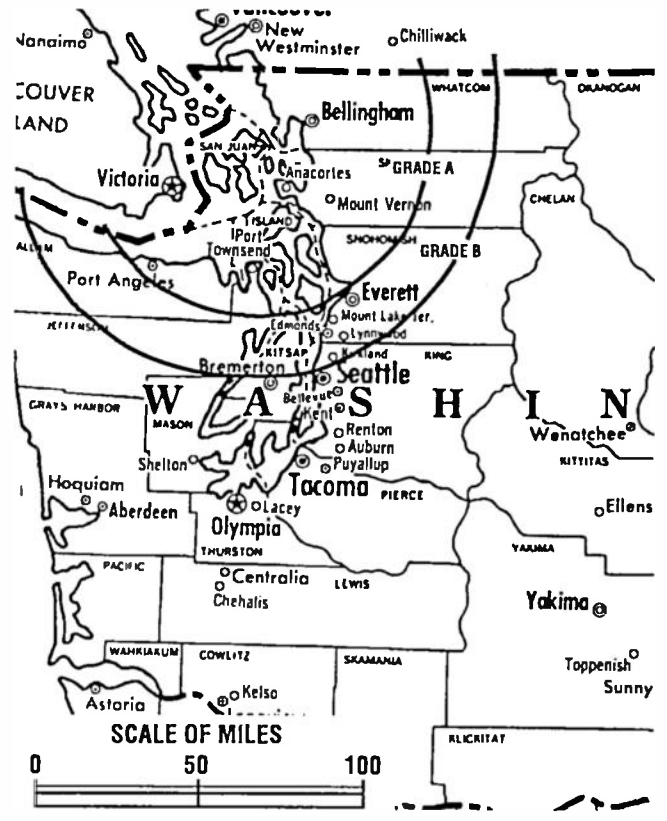 New
Westminster
Nanaimo
Chilliwack
WHATCOM
OKANOGAN
COUVER
LAND
Bellingham
SAN JUAN
GRADE A
Anacortes
Victoria
Mount Vernon
CHELAN
ISLAND
Port
Townsend
SNOHOMISH
GRADE B
Port Angeles
Everett
JEFFERSON
Mount Lake Ter.
Edmonds
Lynnwood
KITSAP
Kirkland
KING
Bremerton
Seattle
Bellevue
W A S H I N
GRAYS HARBOR
Kent
MASON
Renton
Wenatchee
Auburn
Shelton
Puyallup
KITTITAS
Hoquiam
Tacoma
PIERCE
Aberdeen
Lacey
Ellens
Olympia
THURSTON
YAKIMA
PACIFIC
Centralia
LEWIS
Chehalis
Yakima
WAHKIAKUM
COWLITZ
SKAMANIA
Toppenish
Sunny
Astoria
Kelso
SCALE OF MILES
KLICKITAT
0 50 100